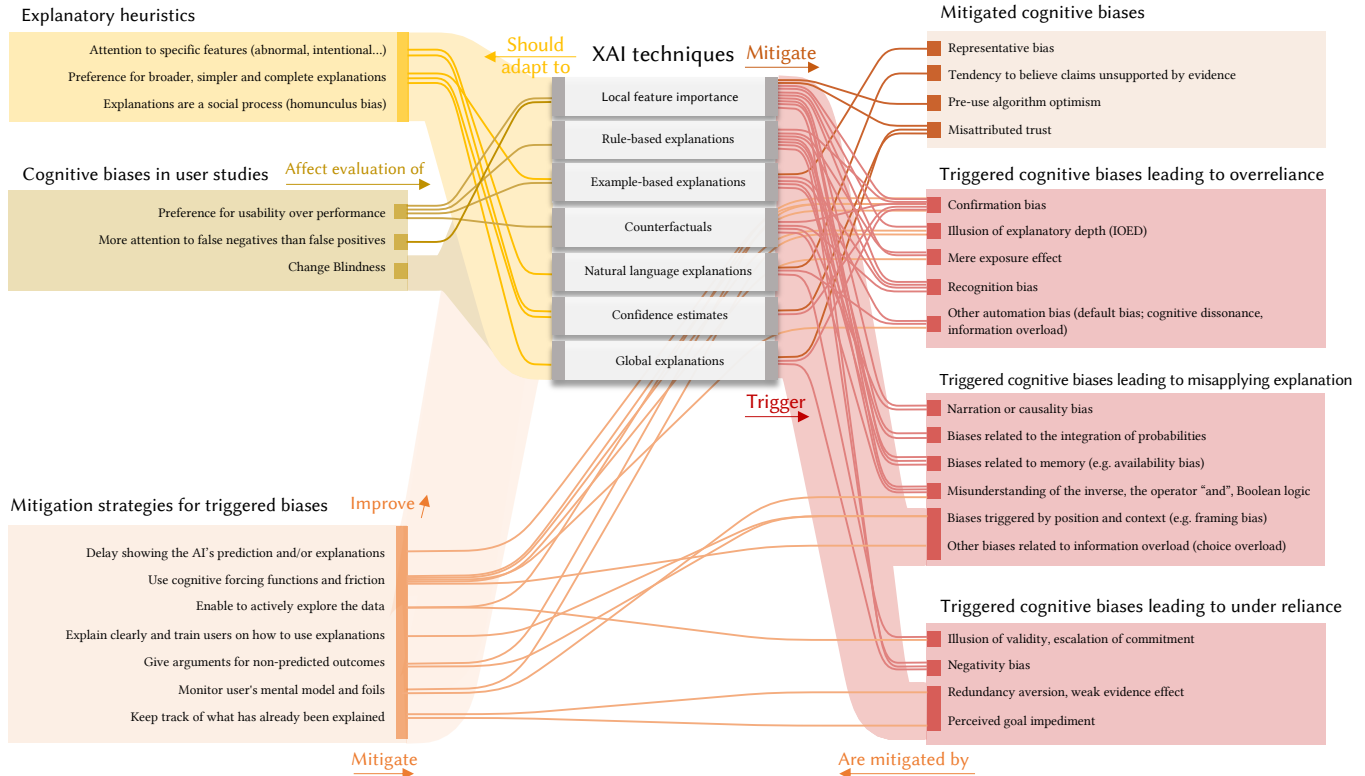 Explanatory heuristics
Attention to specific features (abnormal, intentional...)
Preference for broader, simpler and complete explanations
Explanations are a social process (homunculus bias)
Should
adapt to
Cognitive biases in user studies
Affect evaluation of
Preference for usability over performance
More attention to false negatives than false positives
Change Blindness
Mitigation strategies for triggered biases
Improve
Delay showing the AI's prediction and/or explanations
Use cognitive forcing functions and friction
Enable to actively explore the data
Explain clearly and train users on how to use explanations
Give arguments for non-predicted outcomes
Monitor user's mental model and foils
Keep track of what has already been explained
Mitigate
XAI techniques
Mitigate
Local feature importance
Rule-based explanations
Example-based explanations
Counterfactuals
Natural language explanations
Confidence estimates
Global explanations
Trigger
Mitigated cognitive biases
Representative bias
Tendency to believe claims unsupported by evidence
Pre-use algorithm optimism
Misattributed trust
Triggered cognitive biases leading to overreliance
Confirmation bias
Illusion of explanatory depth (IOED)
Mere exposure effect
Recognition bias
Other automation bias (default bias; cognitive dissonance,
information overload)
Triggered cognitive biases leading to misapplying explanation
Narration or causality bias
Biases related to the integration of probabilities
Biases related to memory (e.g. availability bias)
Misunderstanding of the inverse, the operator “and”, Boolean logic
Biases triggered by position and context (e.g. framing bias)
Other biases related to information overload (choice overload)
Triggered cognitive biases leading to under reliance
Illusion of validity, escalation of commitment
Negativity bias
Redundancy aversion, weak evidence effect
Perceived goal impediment
Are mitigated by